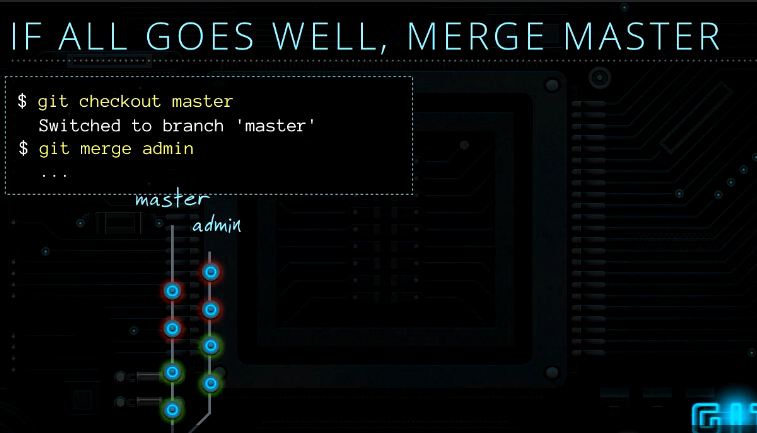 IF ALL GOES WELL, MERGE MASTER
$ git checkout master
Switched to branch 'master'
$ git merge admin
...
master
admin